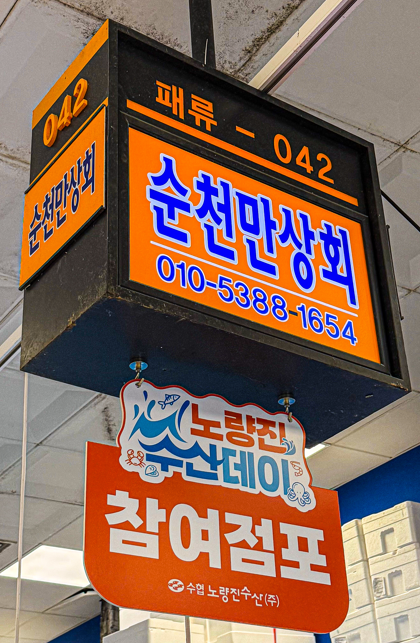 042
순천만상회
패류 - 042
순천만상회
010-5388-1654
노량진
수산데이
참여점포
수협 노량진수산(주)